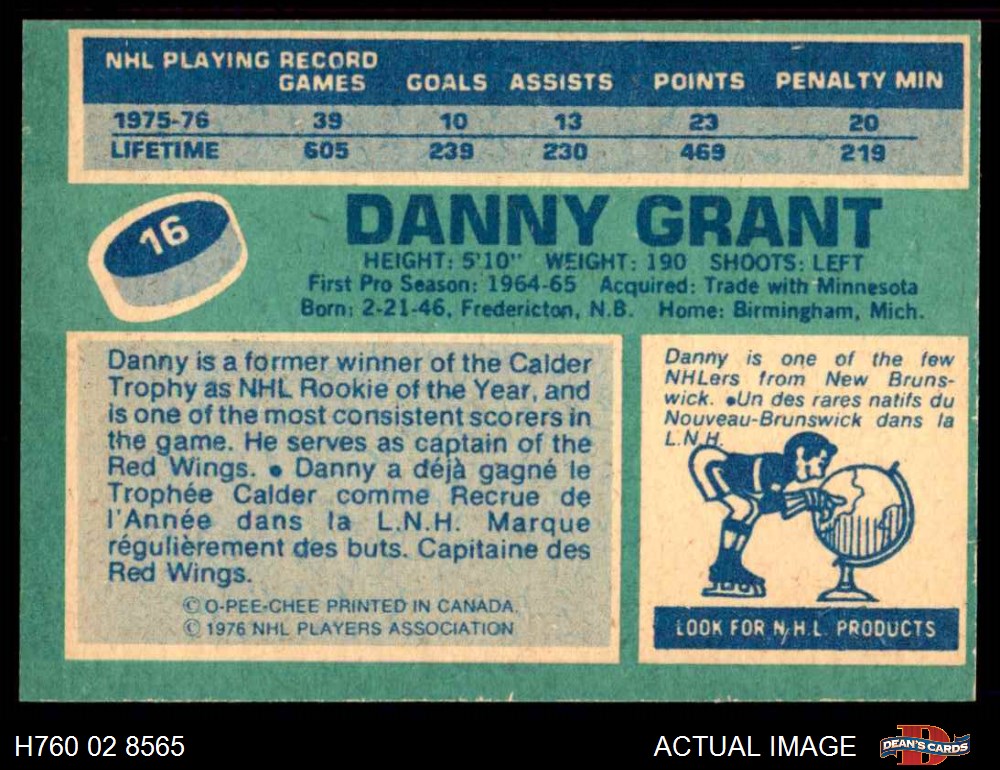 NHL PLAYING RECORD
GAMES GOALS ASSISTS POINTS PENALTY MIN
1975-76 39 10 13 23 20
LIFETIME 605 239 230 469 219
16
DANNY GRANT
HEIGHT: 5'10" WEIGHT: 190 SHOOTS: LEFT
First Pro Season: 1964-65 Acquired: Trade with Minnesota
Born: 2-21-46, Fredericton, N.B. Home: Birmingham, Mich.
Danny is a former winner of the Calder
Trophy as NHL Rookie of the Year, and
is one of the most consistent scorers in
the game. He serves as captain of the
Red Wings. ● Danny a déjà gagné le
Trophée Calder comme Recrue de
l'Année dans la L.N.H. Marque
régulièrement des buts. Capitaine des
Red Wings.
© O-PEE-CHEE PRINTED IN CANADA.
© 1976 NHL PLAYERS ASSOCIATION
Danny is one of the few
NHLers from New Bruns-
wick. ●Un des rares natifs du
Nouveau-Brunswick dans la
L.N.H.
LOOK FOR N.H.L. PRODUCTS
H760 02 8565
ACTUAL IMAGE
D
DEAN'S CARDS